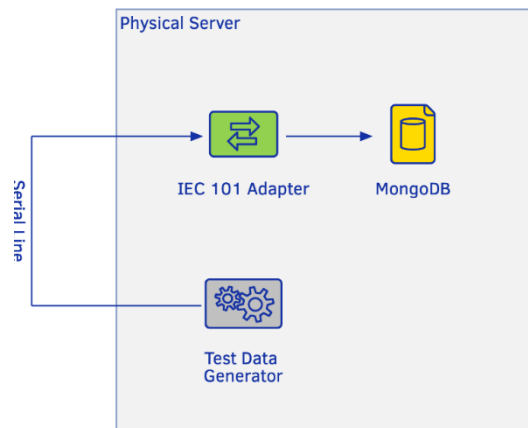 Physical Server
IEC 101 Adapter
MongoDB
Serial Line
Test Data
Generator